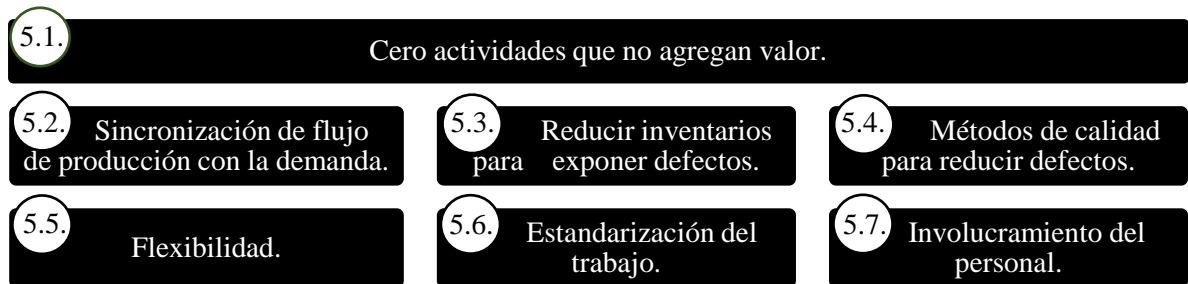 5.1.
Cero actividades que no agregan valor.
5.2. Sincronización de flujo
de producción con la demanda.
5.3. Reducir inventarios
para exponer defectos.
5.4. Métodos de calidad
para reducir defectos.
5.5.
Flexibilidad.
5.6. Estandarización del
trabajo.
5.7. Involucramiento del
personal.